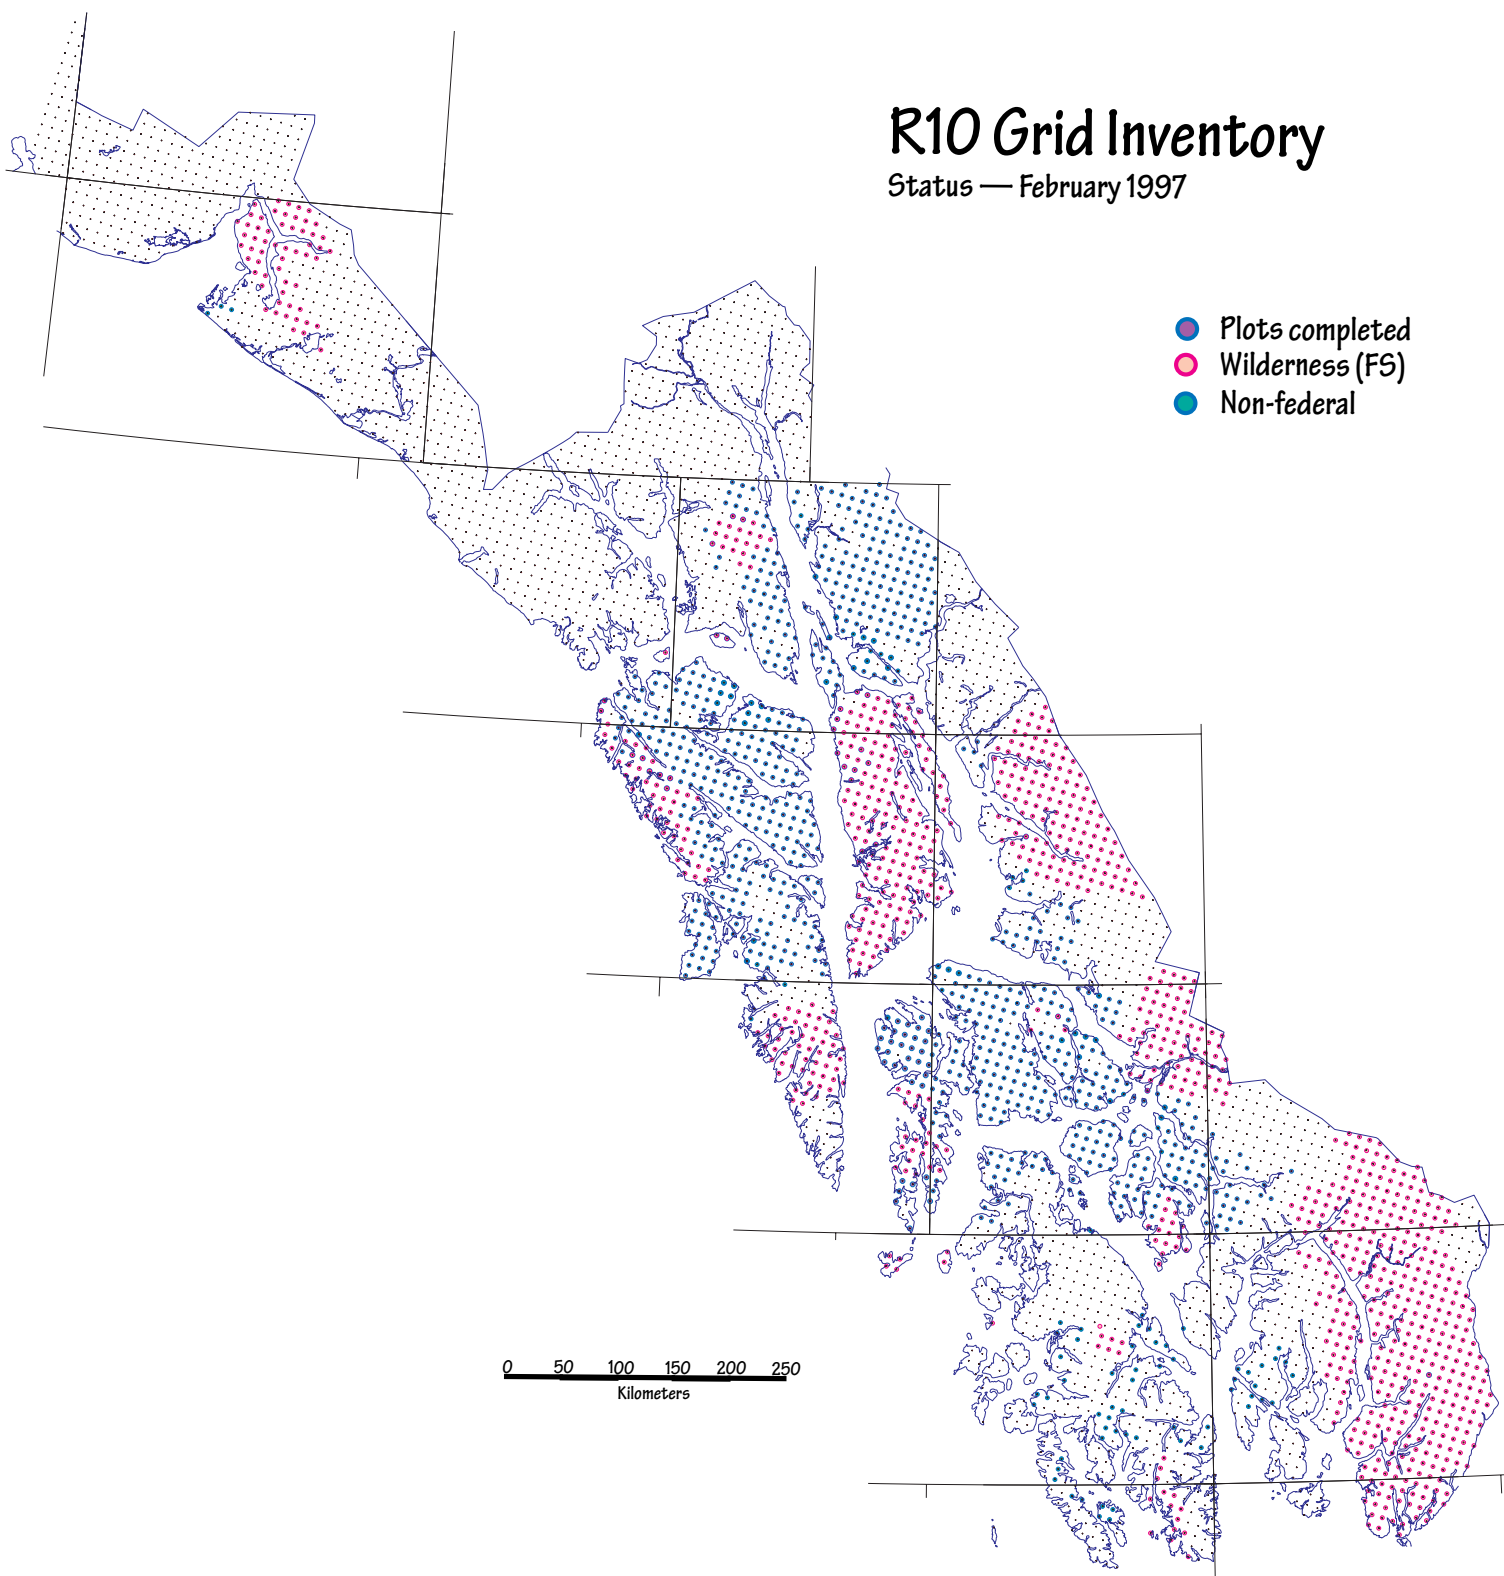 R10 Grid Inventory
Status — February 1997
Plots completed
Wilderness (FS)
Non-federal
0 50 100 150 200 250
Kilometers